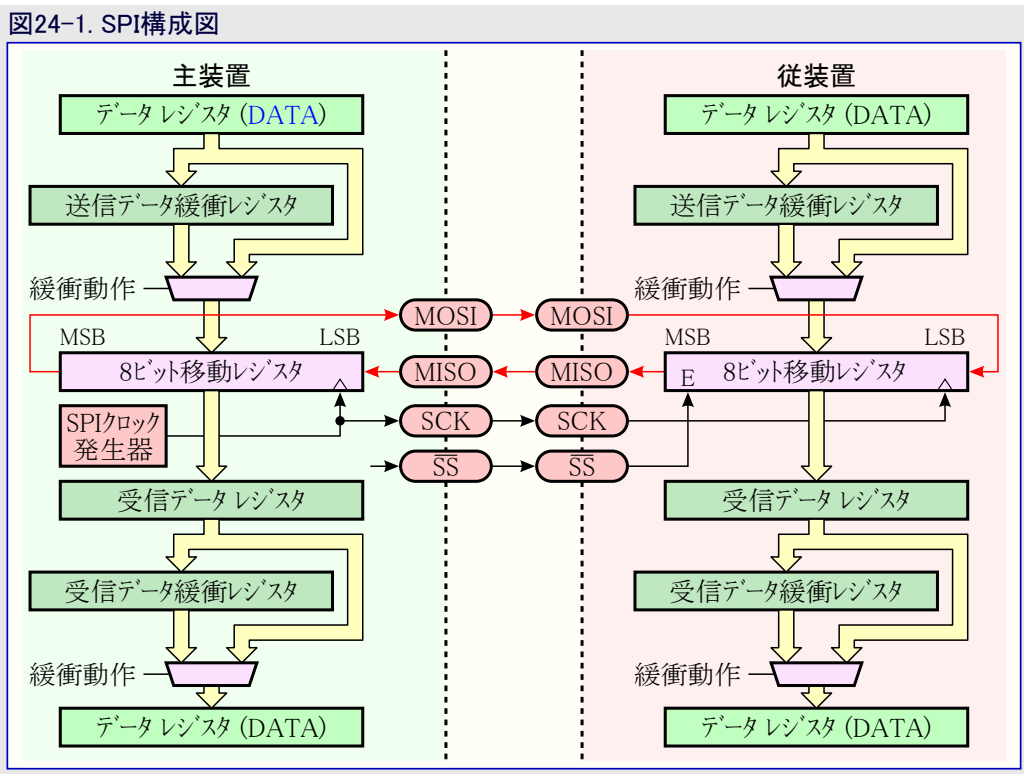 図24-1. SPI構成図
主装置
データ レジスタ (DATA)
送信データ緩衝レジスタ
緩衝動作
MSB
LSB
8ビット移動レジスタ
SPIクロック
発生器
受信データ レジスタ
受信データ緩衝レジスタ
緩衝動作
データ レジスタ (DATA)
MOSI
MOSI
MISO
MISO
SCK
SCK
SS
SS
従装置
データ レジスタ (DATA)
送信データ緩衝レジスタ
緩衝動作
MSB
LSB
E 8ビット移動レジスタ
受信データ レジスタ
受信データ緩衝レジスタ
緩衝動作
データ レジスタ (DATA)